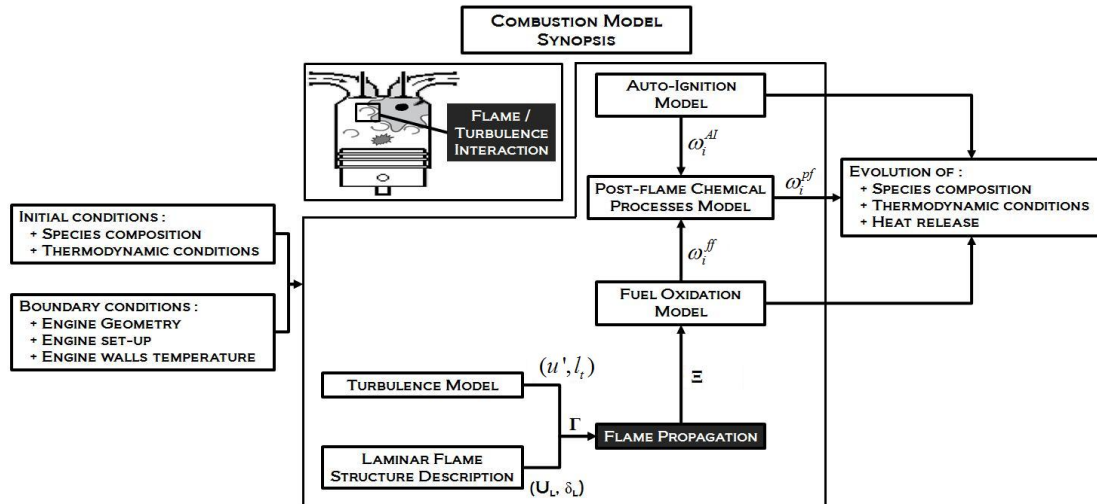 COMBUSTION MODEL
SYNOPSIS
FLAME /
TURBULENCE
INTERACTION
AUTO-IGNITION
MODEL
ω_i^{AI}
POST-FLAME CHEMICAL
PROCESSES MODEL
ω_i^{pf}
EVOLUTION OF :
+ SPECIES COMPOSITION
+ THERMODYNAMIC CONDITIONS
+ HEAT RELEASE
INITIAL CONDITIONS :
+ SPECIES COMPOSITION
+ THERMODYNAMIC CONDITIONS
ω_i^{ff}
FUEL OXIDATION
MODEL
BOUNDARY CONDITIONS :
+ ENGINE GEOMETRY
+ ENGINE SET-UP
+ ENGINE WALLS TEMPERATURE
(u', l_t)
Ξ
TURBULENCE MODEL
Γ
FLAME PROPAGATION
LAMINAR FLAME
STRUCTURE DESCRIPTION
(U_L, δ_L)